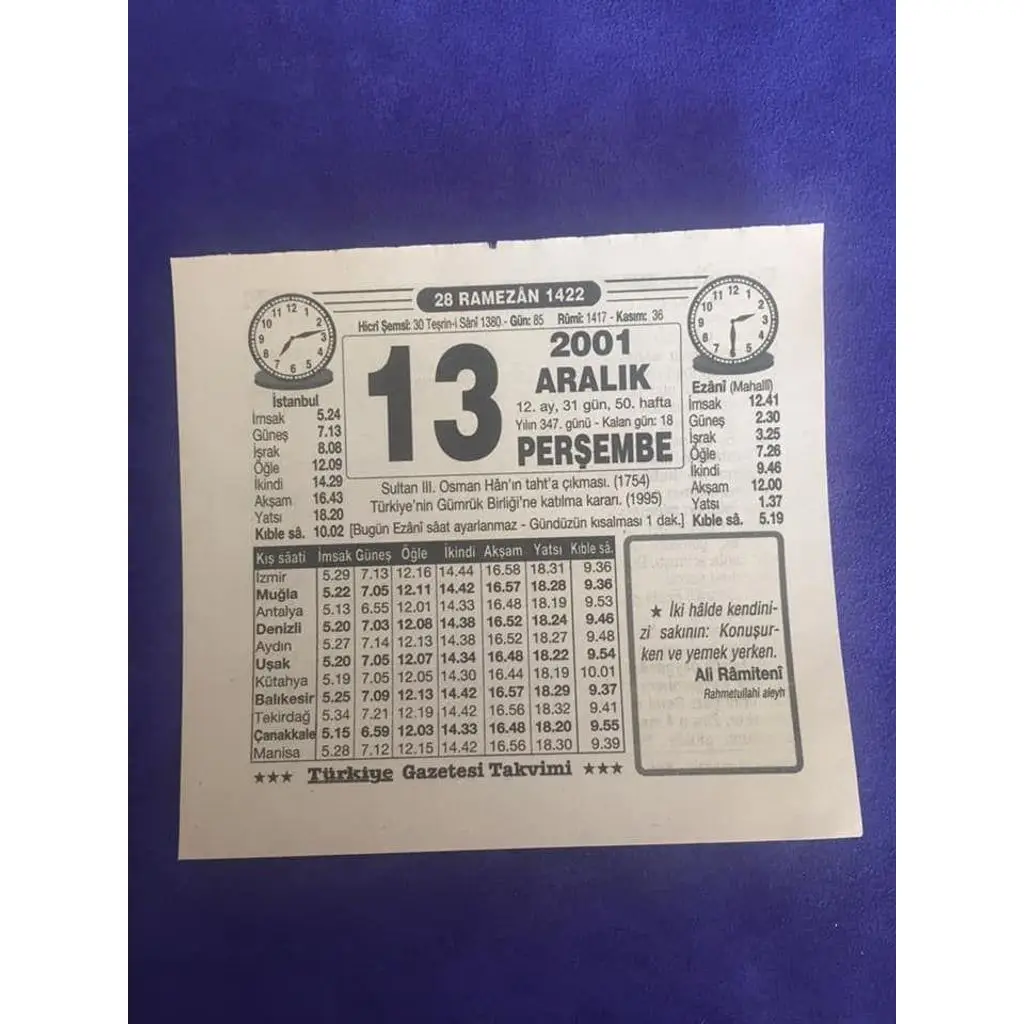 28 RAMEZÂN 1422
Hicrî Şemsî: 30 Teşrin-i Sânî 1380 - Gün: 85 Rûmî: 1417 - Kasım: 36
13
2001
ARALIK
12. ay, 31 gün, 50. hafta
Yılın 347. günü - Kalan gün: 18
PERŞEMBE
İstanbul
İmsak 5.24
Güneş 7.13
İşrak 8.08
Öğle 12.09
İkindi 14.29
Akşam 16.43
Yatsı 18.20
Kıble sâ. 10.02
Ezânî (Mahallî)
İmsak 12.41
Güneş 2.30
İşrak 3.25
Öğle 7.26
İkindi 9.46
Akşam 12.00
Yatsı 1.37
Kıble sâ. 5.19
Sultan III. Osman Hân'ın taht'a çıkması. (1754)
Türkiye'nin Gümrük Birliği'ne katılma kararı. (1995)
[Bugün Ezânî sâat ayarlanmaz - Gündüzün kısalması 1 dak.]
Kış sâati İmsak Güneş Öğle İkindi Akşam Yatsı Kıble sâ.
İzmir 5.29 7.13 12.16 14.44 16.58 18.31 9.36
Muğla 5.22 7.05 12.11 14.42 16.57 18.28 9.36
Antalya 5.13 6.55 12.01 14.33 16.48 18.19 9.53
Denizli 5.20 7.03 12.08 14.38 16.52 18.24 9.46
Aydın 5.27 7.14 12.13 14.38 16.52 18.27 9.48
Uşak 5.20 7.05 12.07 14.34 16.48 18.22 9.54
Kütahya 5.19 7.05 12.05 14.30 16.44 18.19 10.01
Balıkesir 5.25 7.09 12.13 14.42 16.57 18.29 9.37
Tekirdağ 5.34 7.21 12.19 14.42 16.56 18.32 9.41
Çanakkale 5.15 6.59 12.03 14.33 16.48 18.20 9.55
Manisa 5.28 7.12 12.15 14.42 16.56 18.30 9.39
★ İki hâlde kendini-
zi sakının: Konuşur-
ken ve yemek yerken.
Ali Râmitenî
Rahmetullahi aleyh
★★★ Türkiye Gazetesi Takvimi ★★★